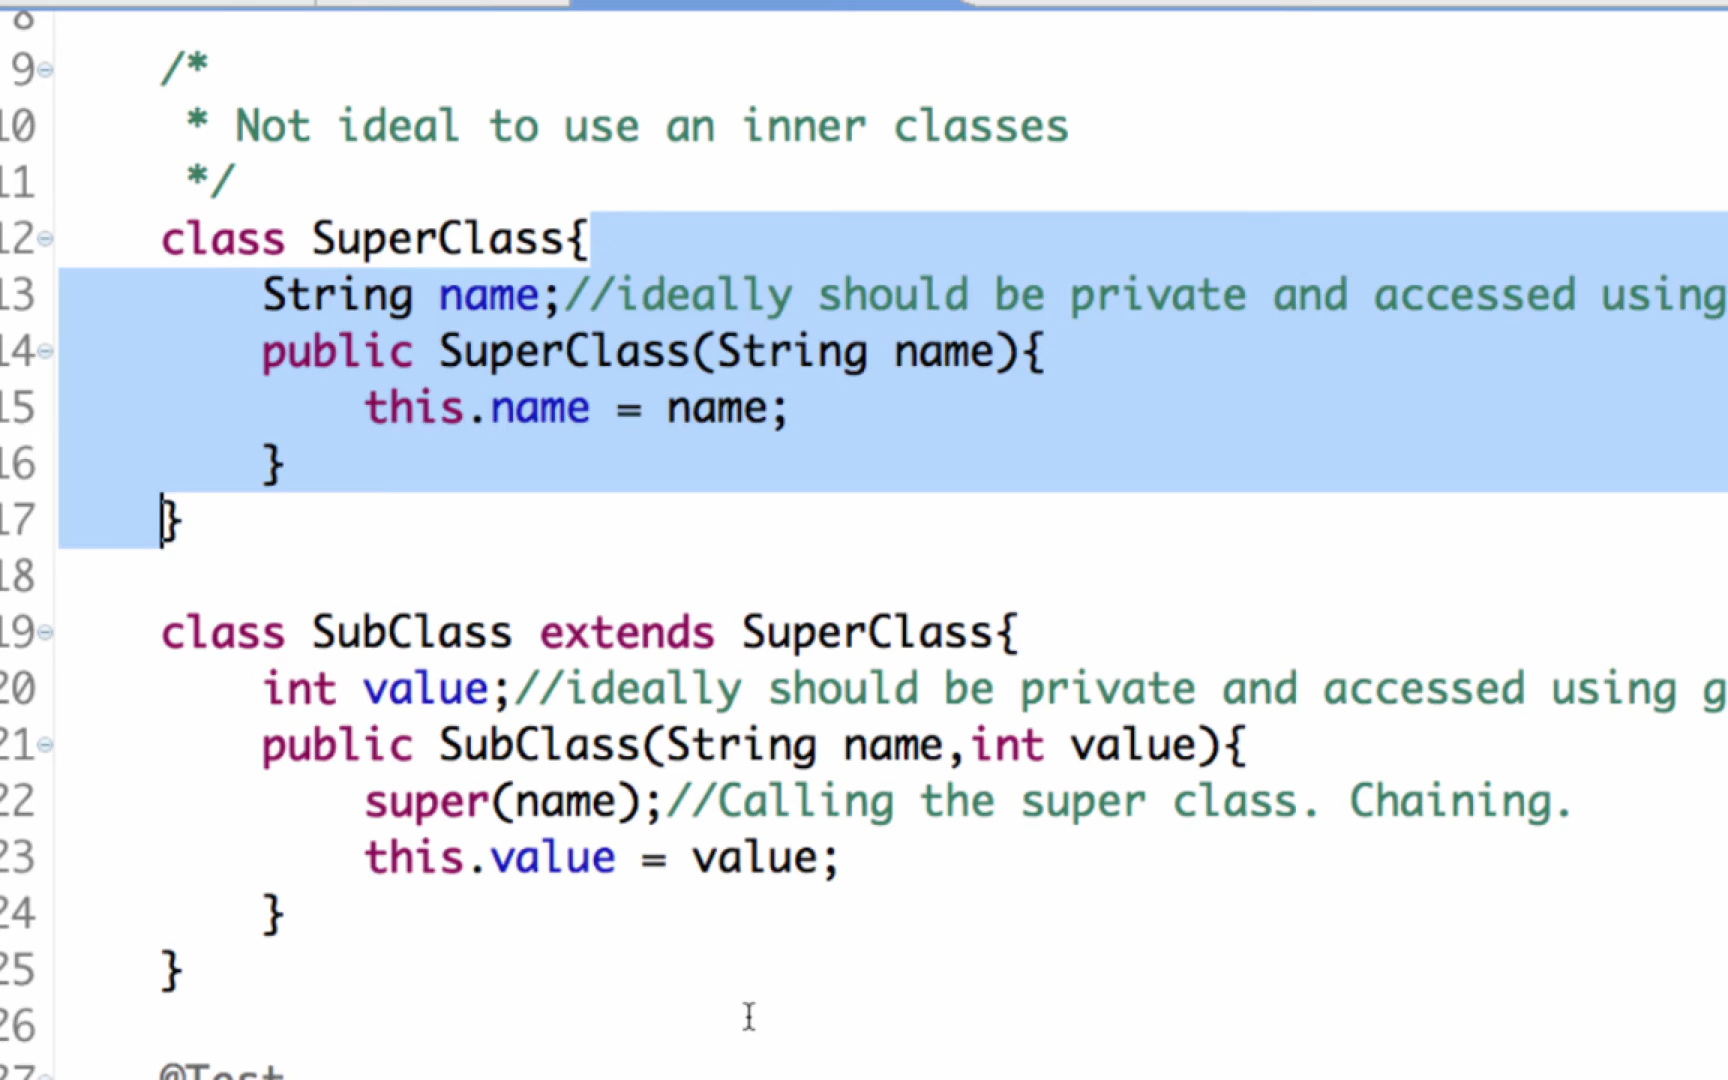 8
9 /*
10 * Not ideal to use an inner classes
11 */
12 class SuperClass{
13 String name;//ideally should be private and accessed using
14 public SuperClass(String name){
15 this.name = name;
16 }
17 }
18
19 class SubClass extends SuperClass{
20 int value;//ideally should be private and accessed using g
21 public SubClass(String name,int value){
22 super(name);//Calling the super class. Chaining.
23 this.value = value;
24 }
25 }
26
27 @Test